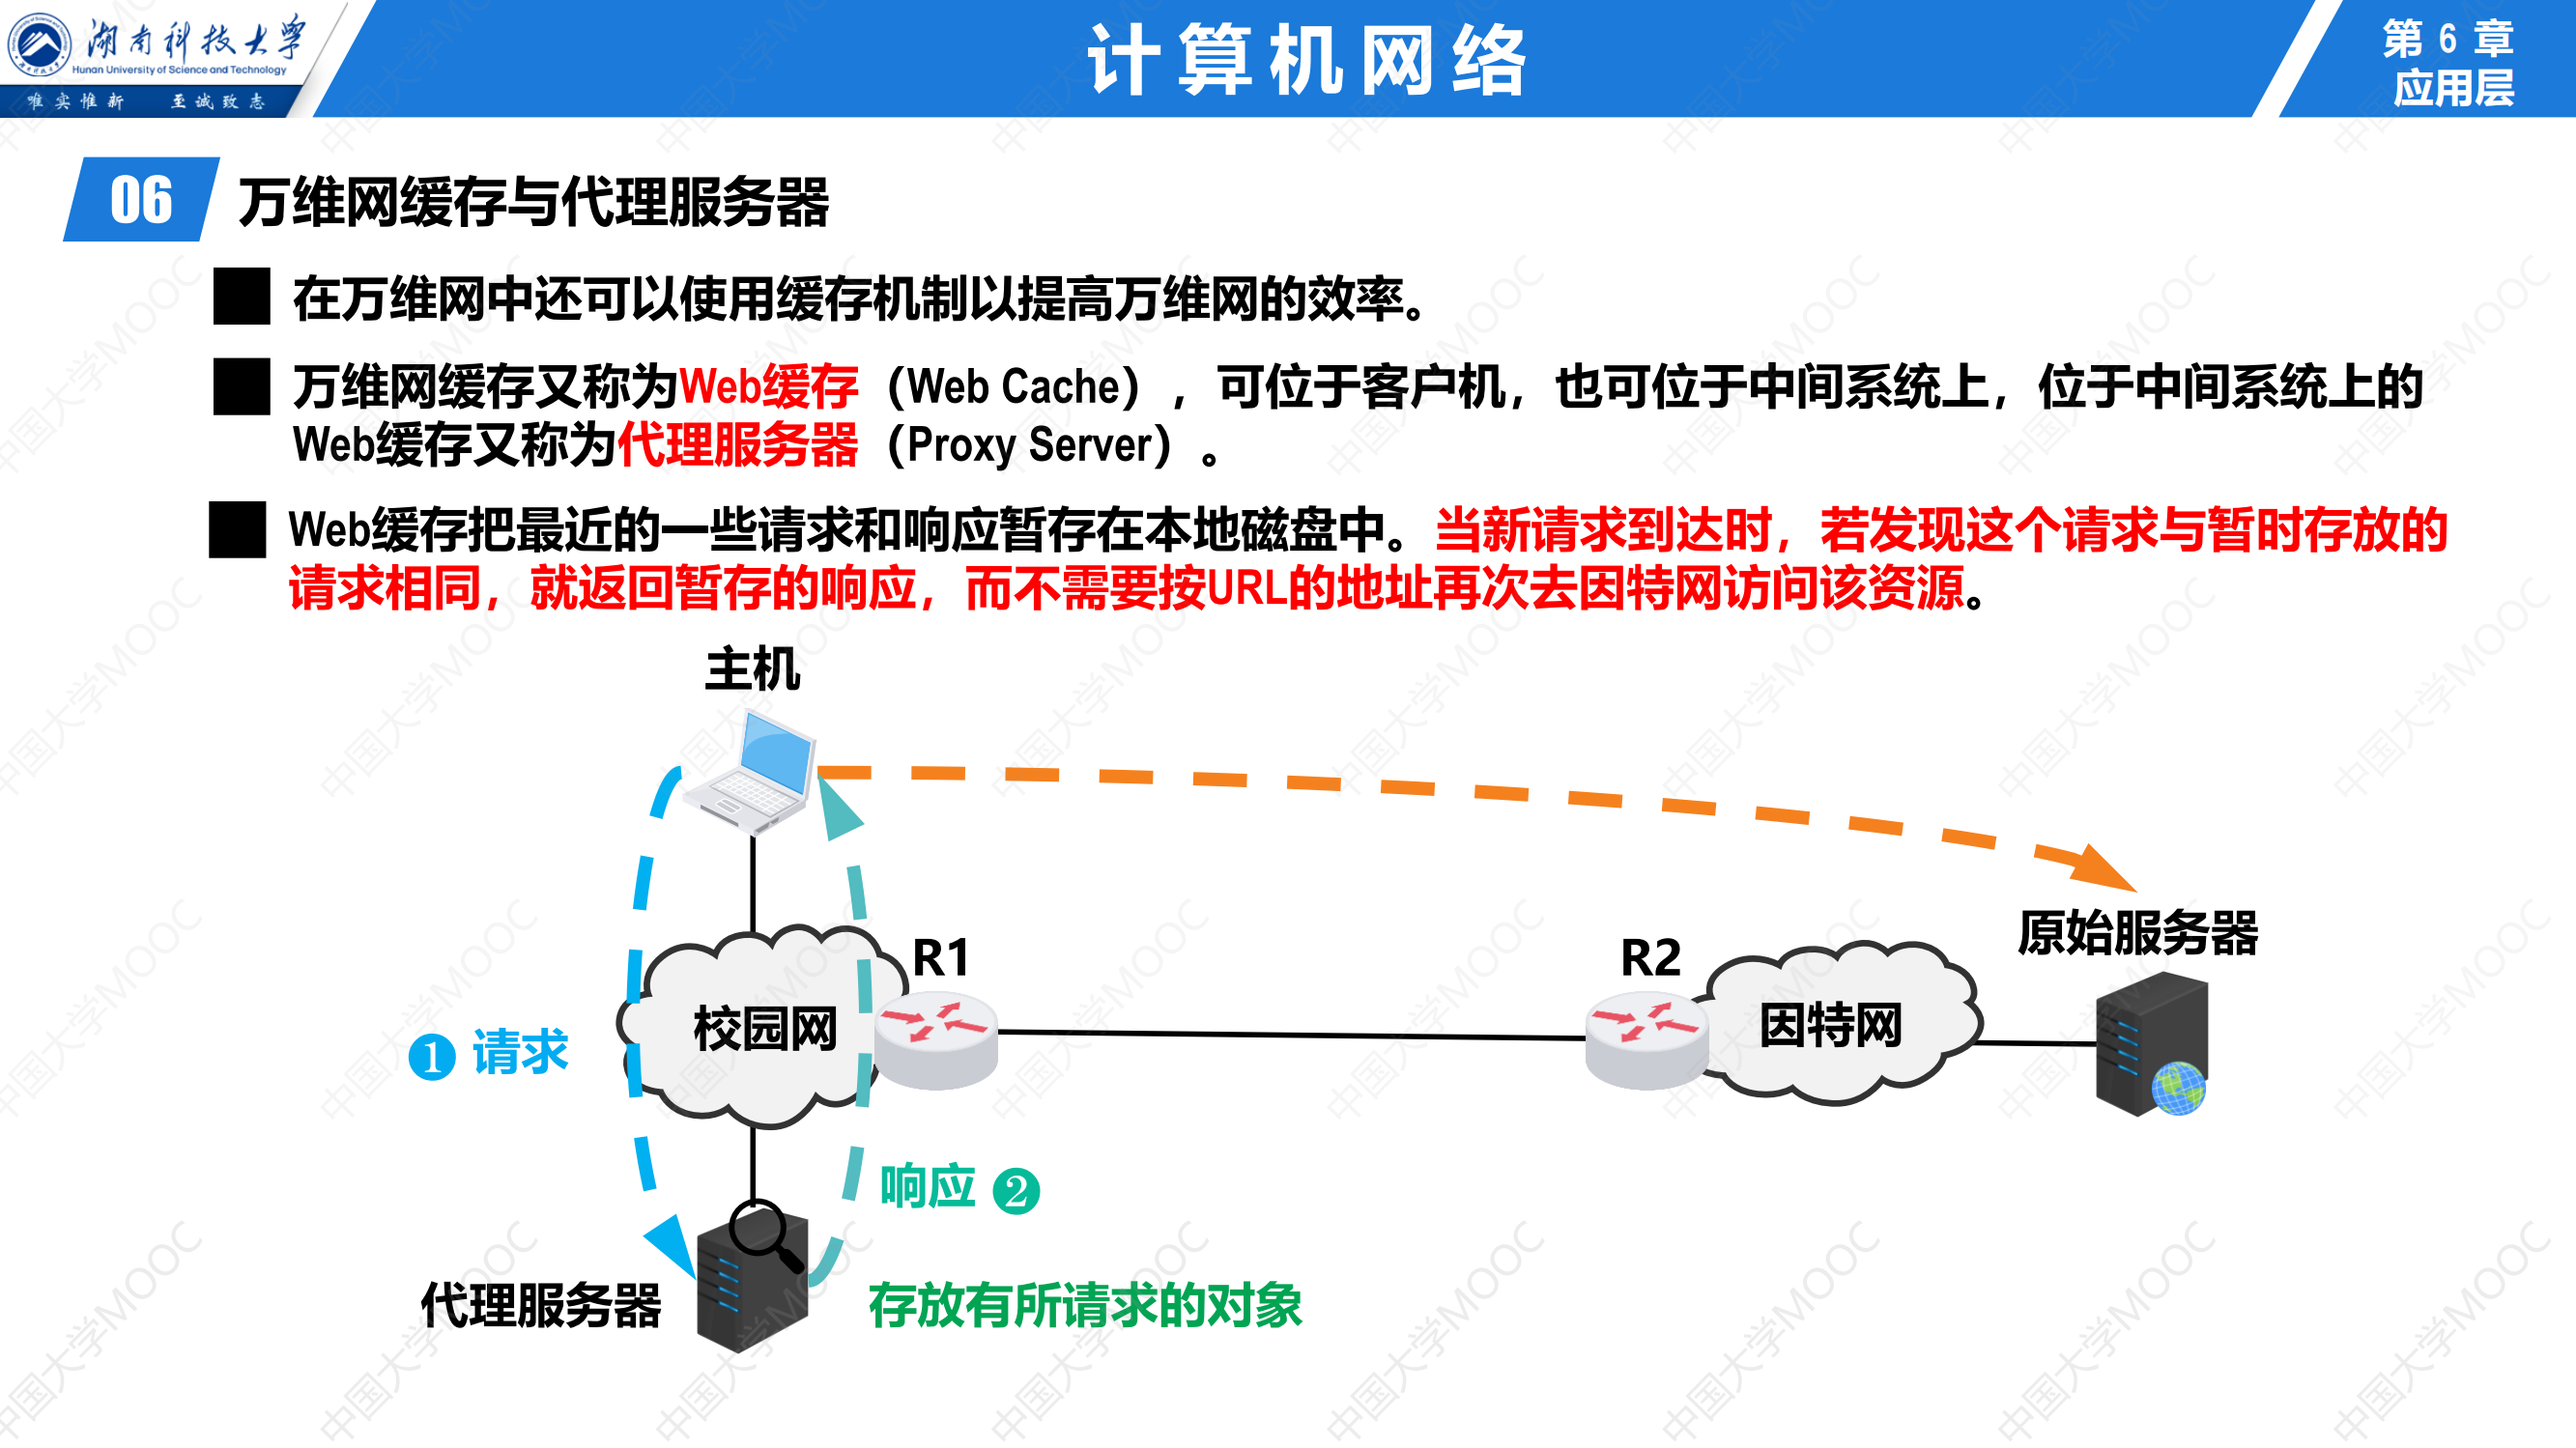 湖南科技大学
Hunan University of Science and Technology
唯实惟新 至诚致志
计算机网络
第 6 章
应用层
06 万维网缓存与代理服务器
在万维网中还可以使用缓存机制以提高万维网的效率。
万维网缓存又称为Web缓存（Web Cache），可位于客户机，也可位于中间系统上，位于中间系统上的
Web缓存又称为代理服务器（Proxy Server）。
Web缓存把最近的一些请求和响应暂存在本地磁盘中。当新请求到达时，若发现这个请求与暂时存放的
请求相同，就返回暂存的响应，而不需要按URL的地址再次去因特网访问该资源。
主机
原始服务器
R1
R2
校园网
因特网
❶ 请求
响应 ❷
代理服务器
存放有所请求的对象
中国大学MOOC